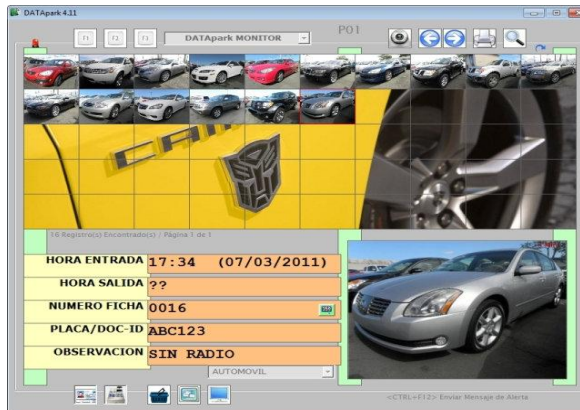 DATApark 4.11
F1 F2 F3 DATApark MONITOR PO1
16 Registro(s) Encontrado(s) / Página 1 de 1
HORA ENTRADA 17:34 (07/03/2011)
HORA SALIDA ??
NUMERO FICHA 0016
PLACA/DOC-ID ABC123
OBSERVACION SIN RADIO
AUTOMOVIL
<CTRL+F12> Enviar Mensaje de Alerta